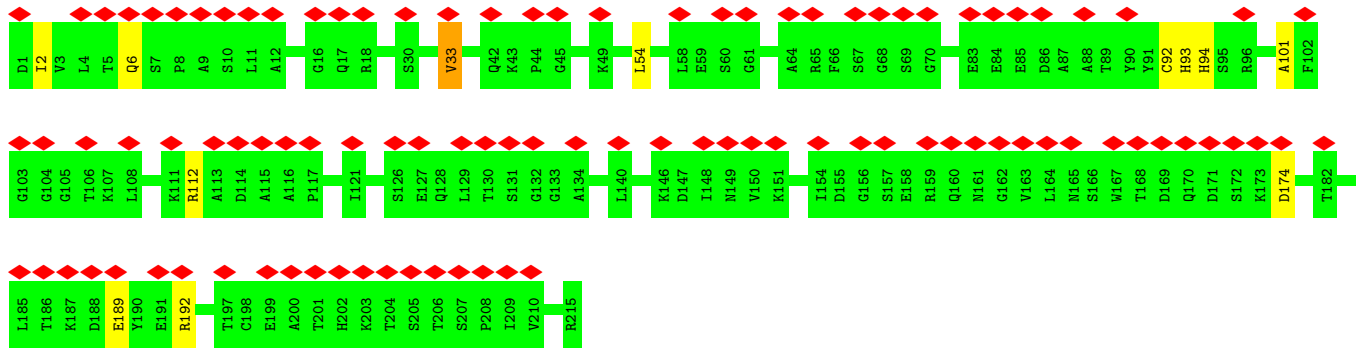 D1 I2 V3 L4 T5 Q6 S7 P8 A9 S10 L11 A12 G16 Q17 R18 S30 V33 Q42 K43 P44 G45 K49 L54 L58 E59 S60 G61 A64 R65 F66 S67 G68 S69 G70 E83 E84 E85 D86 A87 A88 T89 Y90 Y91 C92 H93 H94 S95 R96 A101 F102
G103 G104 G105 T106 K107 L108 K111 R112 A113 D114 A115 A116 P117 I121 S126 E127 Q128 L129 T130 S131 G132 G133 A134 L140 K146 D147 I148 N149 V150 K151 I154 D155 G156 S157 E158 R159 Q160 N161 G162 V163 L164 N165 S166 W167 T168 D169 Q170 D171 S172 K173 D174 T182
L185 T186 K187 D188 E189 Y190 E191 R192 T197 C198 E199 A200 T201 H202 K203 T204 S205 T206 S207 P208 I209 V210 R215